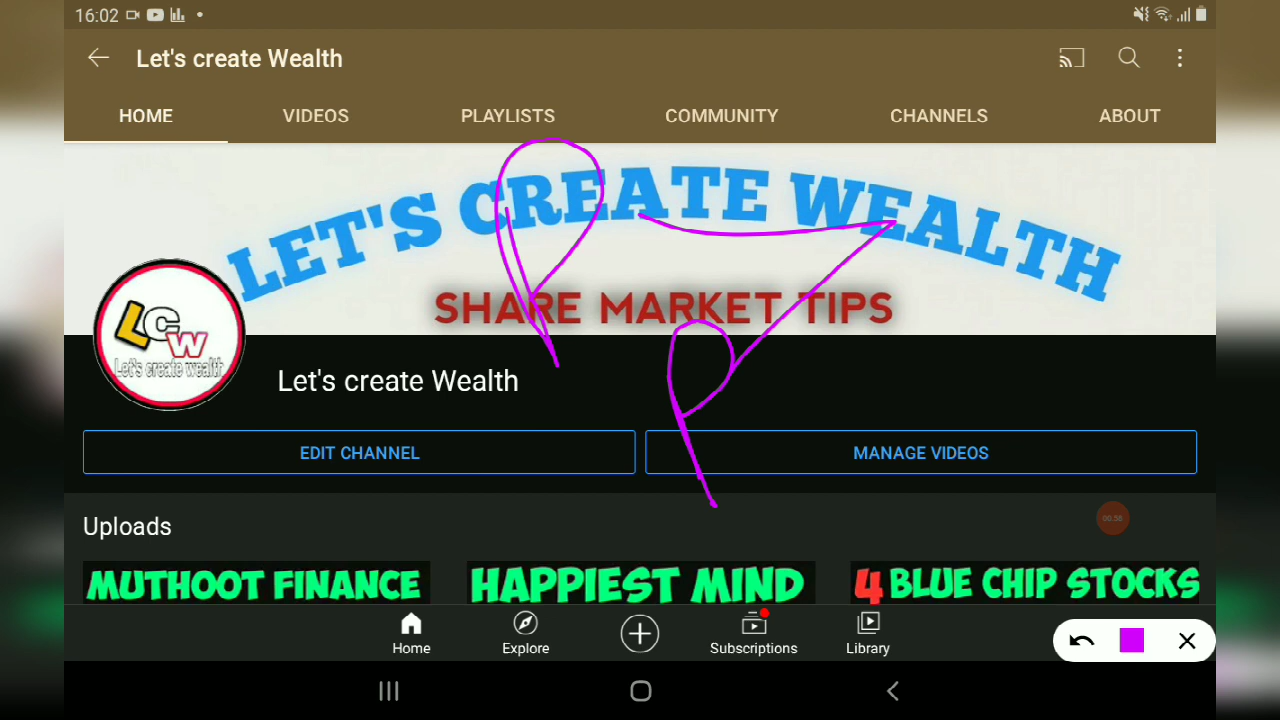 16:02
Let's create Wealth
HOME VIDEOS PLAYLISTS COMMUNITY CHANNELS ABOUT
LET'S CREATE WEALTH
SHARE MARKET TIPS
LCW
Let's create wealth
Let's create Wealth
EDIT CHANNEL MANAGE VIDEOS
00:56
Uploads
MUTHOOT FINANCE HAPPIEST MIND 4 BLUE CHIP STOCKS
Home Explore Subscriptions Library